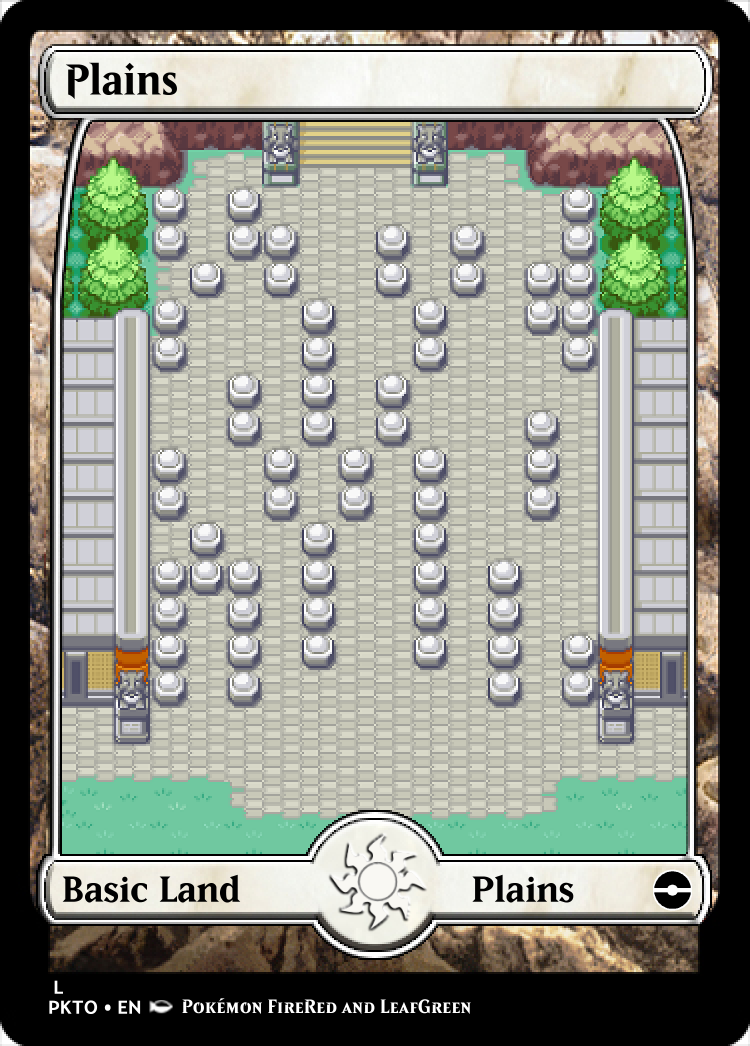 Plains
Basic Land Plains
L
PKTO • EN Pokémon FireRed and LeafGreen